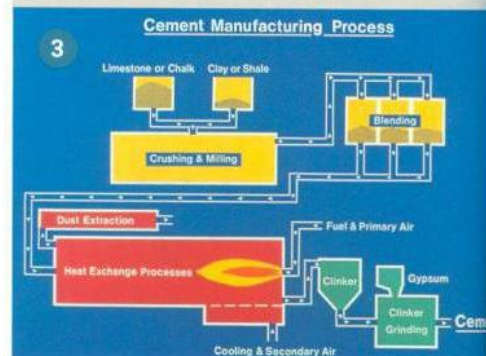 Cement Manufacturing Process
3
Limestone or Chalk
Clay or Shale
Blending
Crushing & Milling
Dust Extraction
Fuel & Primary Air
Heat Exchange Processes
Clinker
Gypsum
Clinker
Grinding
Cem
Cooling & Secondary Air